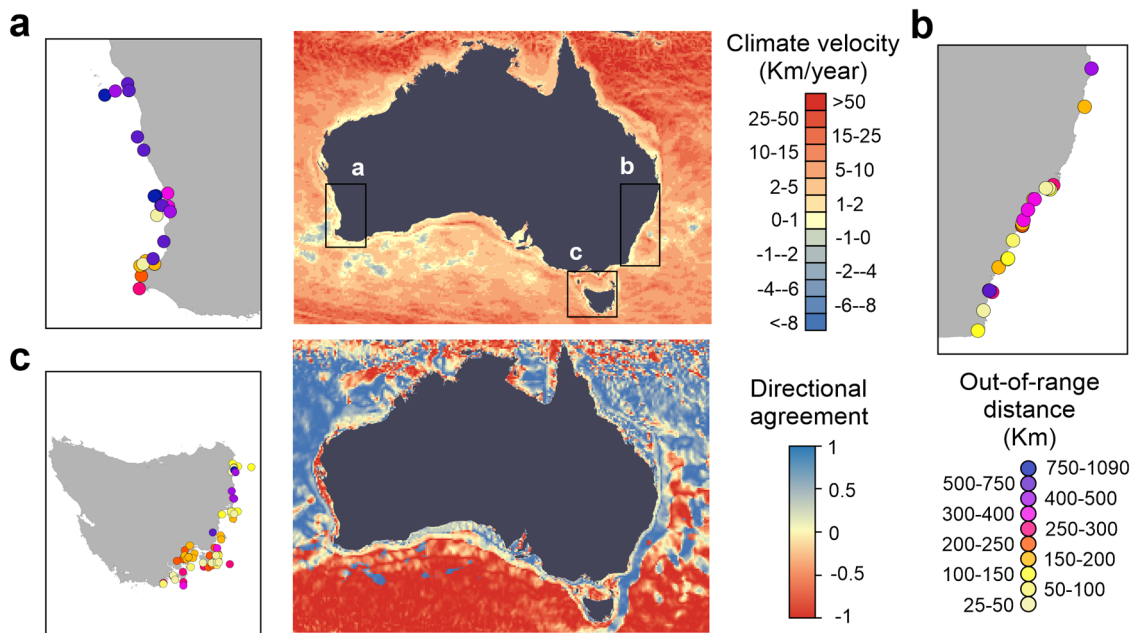 a
b
Climate velocity
(Km/year)
>50
25-50
15-25
10-15
5-10
2-5
1-2
0-1
-1-0
-1--2
-2--4
-4--6
-6--8
<-8
a
b
c
c
Directional
agreement
1
0.5
0
-0.5
-1
Out-of-range
distance
(Km)
750-1090
500-750
400-500
300-400
250-300
200-250
150-200
100-150
50-100
25-50